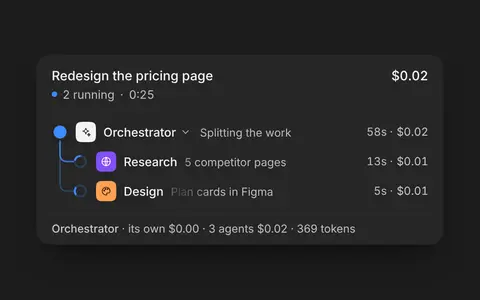 Redesign the pricing page $0.02
2 running · 0:25
Orchestrator Splitting the work 58s · $0.02
Research 5 competitor pages 13s · $0.01
Design Plan cards in Figma 5s · $0.01
Orchestrator · its own $0.00 · 3 agents $0.02 · 369 tokens